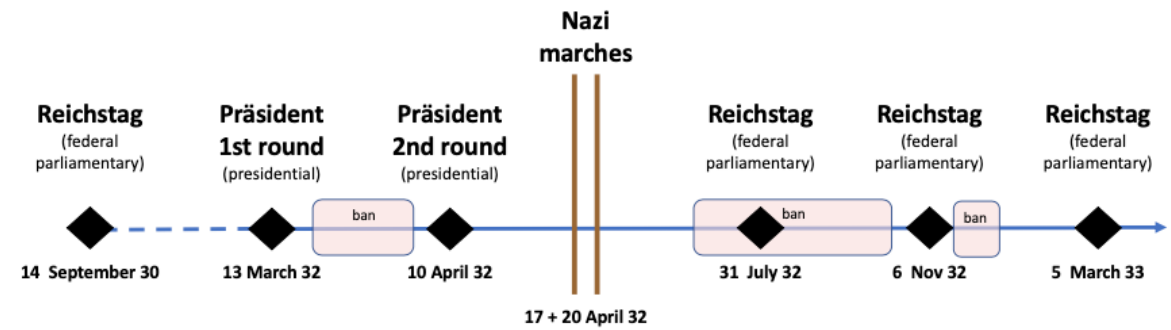 Nazi
marches
Reichstag
(federal
parliamentary)
Präsident
1st round
(presidential)
Präsident
2nd round
(presidential)
Reichstag
(federal
parliamentary)
Reichstag
(federal
parliamentary)
Reichstag
(federal
parliamentary)
ban
ban
ban
14 September 30
13 March 32
10 April 32
31 July 32
6 Nov 32
5 March 33
17 + 20 April 32